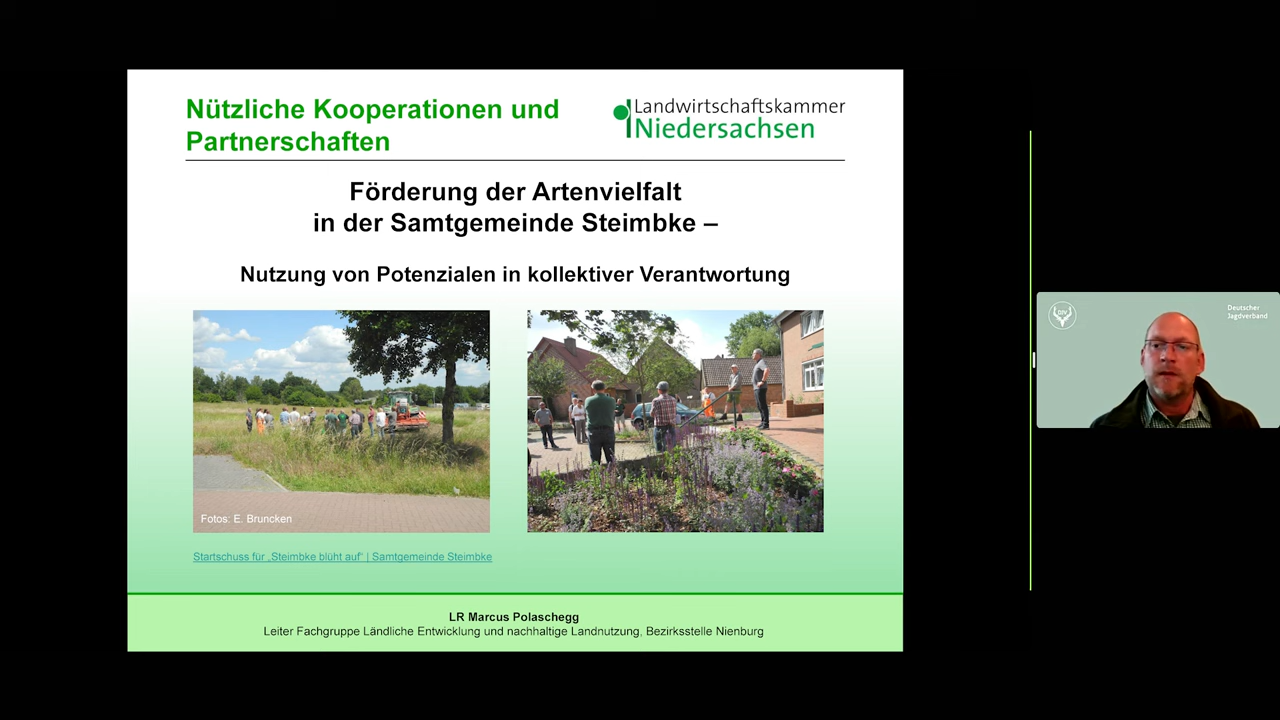 Nützliche Kooperationen und
Partnerschaften
Landwirtschaftskammer
Niedersachsen
Förderung der Artenvielfalt
in der Samtgemeinde Steimbke –
Nutzung von Potenzialen in kollektiver Verantwortung
Fotos: E. Bruncken
Startschuss für „Steimbke blüht auf“ | Samtgemeinde Steimbke
LR Marcus Polaschegg
Leiter Fachgruppe Ländliche Entwicklung und nachhaltige Landnutzung, Bezirksstelle Nienburg
DJV
Deutscher
Jagdverband